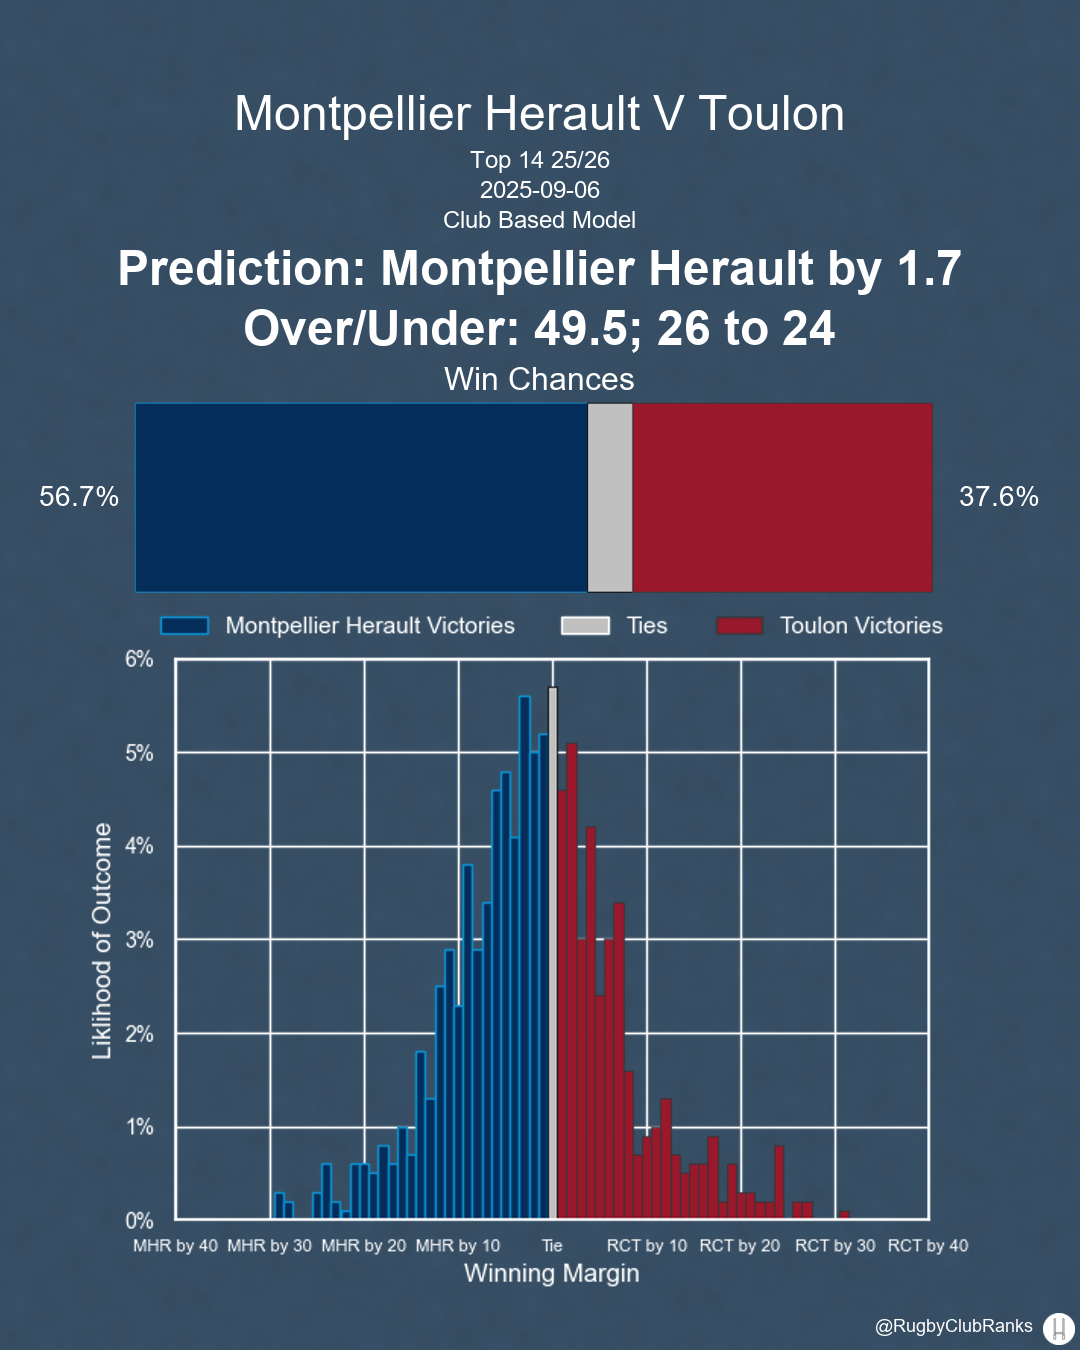 Montpellier Herault V Toulon
Top 14 25/26
2025-09-06
Club Based Model
Prediction: Montpellier Herault by 1.7
Over/Under: 49.5; 26 to 24
Win Chances
56.7%
37.6%
Montpellier Herault Victories
Ties
Toulon Victories
6%
5%
4%
3%
2%
1%
0%
Liklihood of Outcome
MHR by 40
MHR by 30
MHR by 20
MHR by 10
Tie
RCT by 10
RCT by 20
RCT by 30
RCT by 40
Winning Margin
@RugbyClubRanks